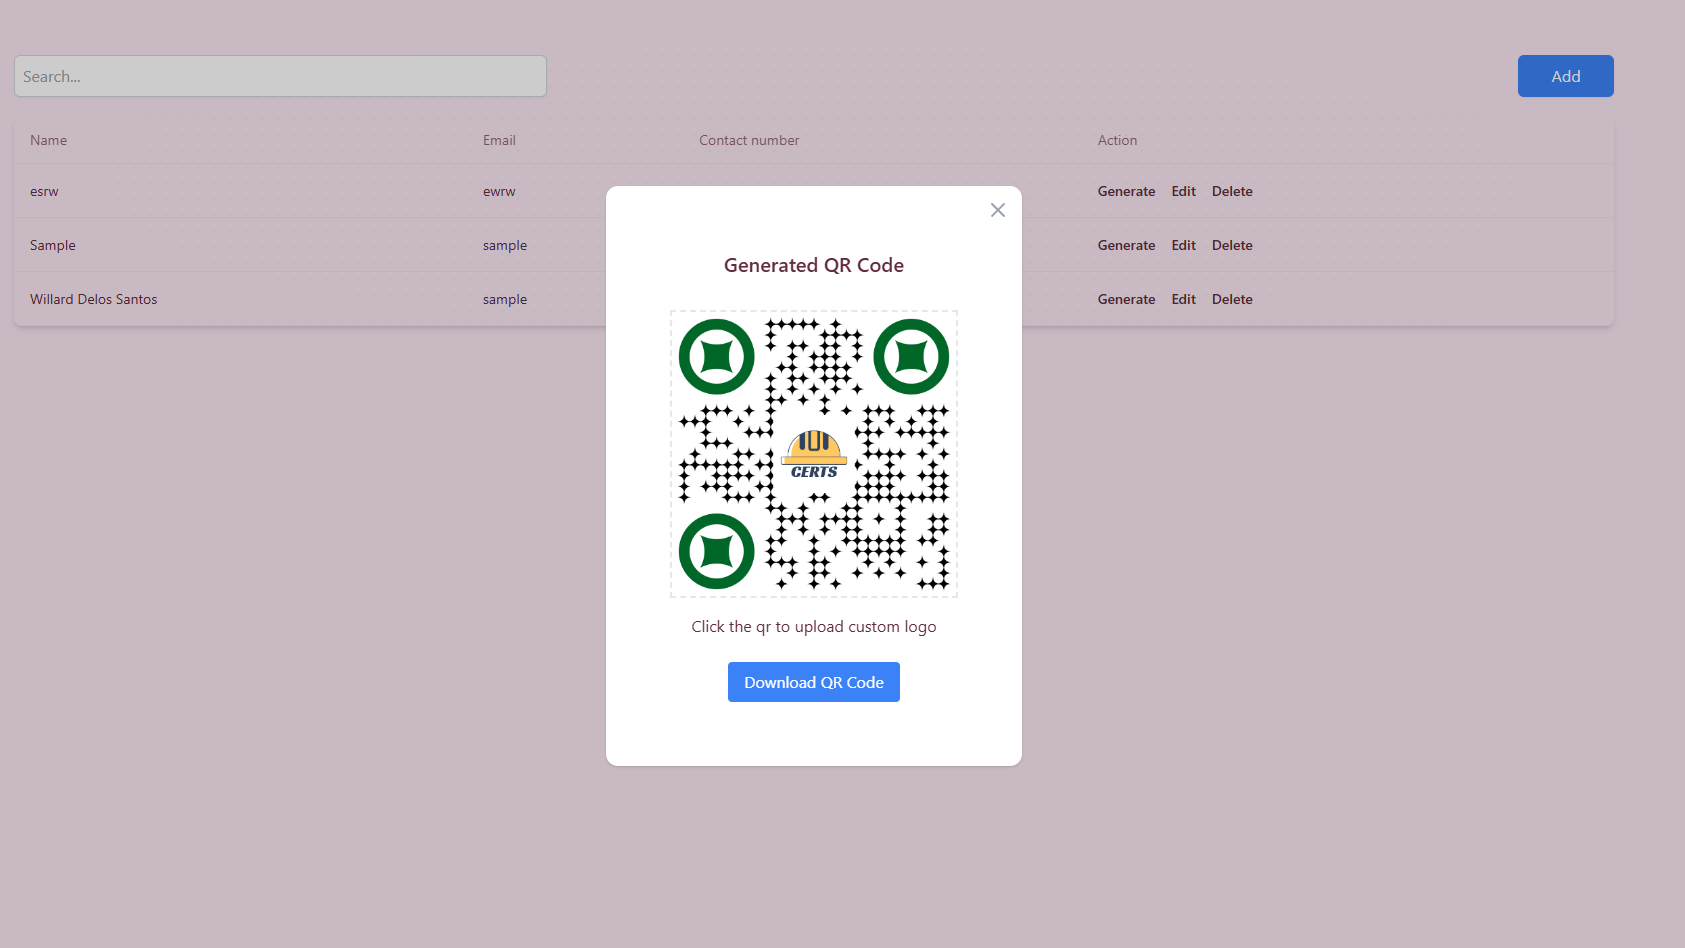 Search...
Add
Name Email Contact number Action
esrw ewrw Generate Edit Delete
Sample sample Generate Edit Delete
Willard Delos Santos sample Generate Edit Delete
Generated QR Code
CERTS
Click the qr to upload custom logo
Download QR Code